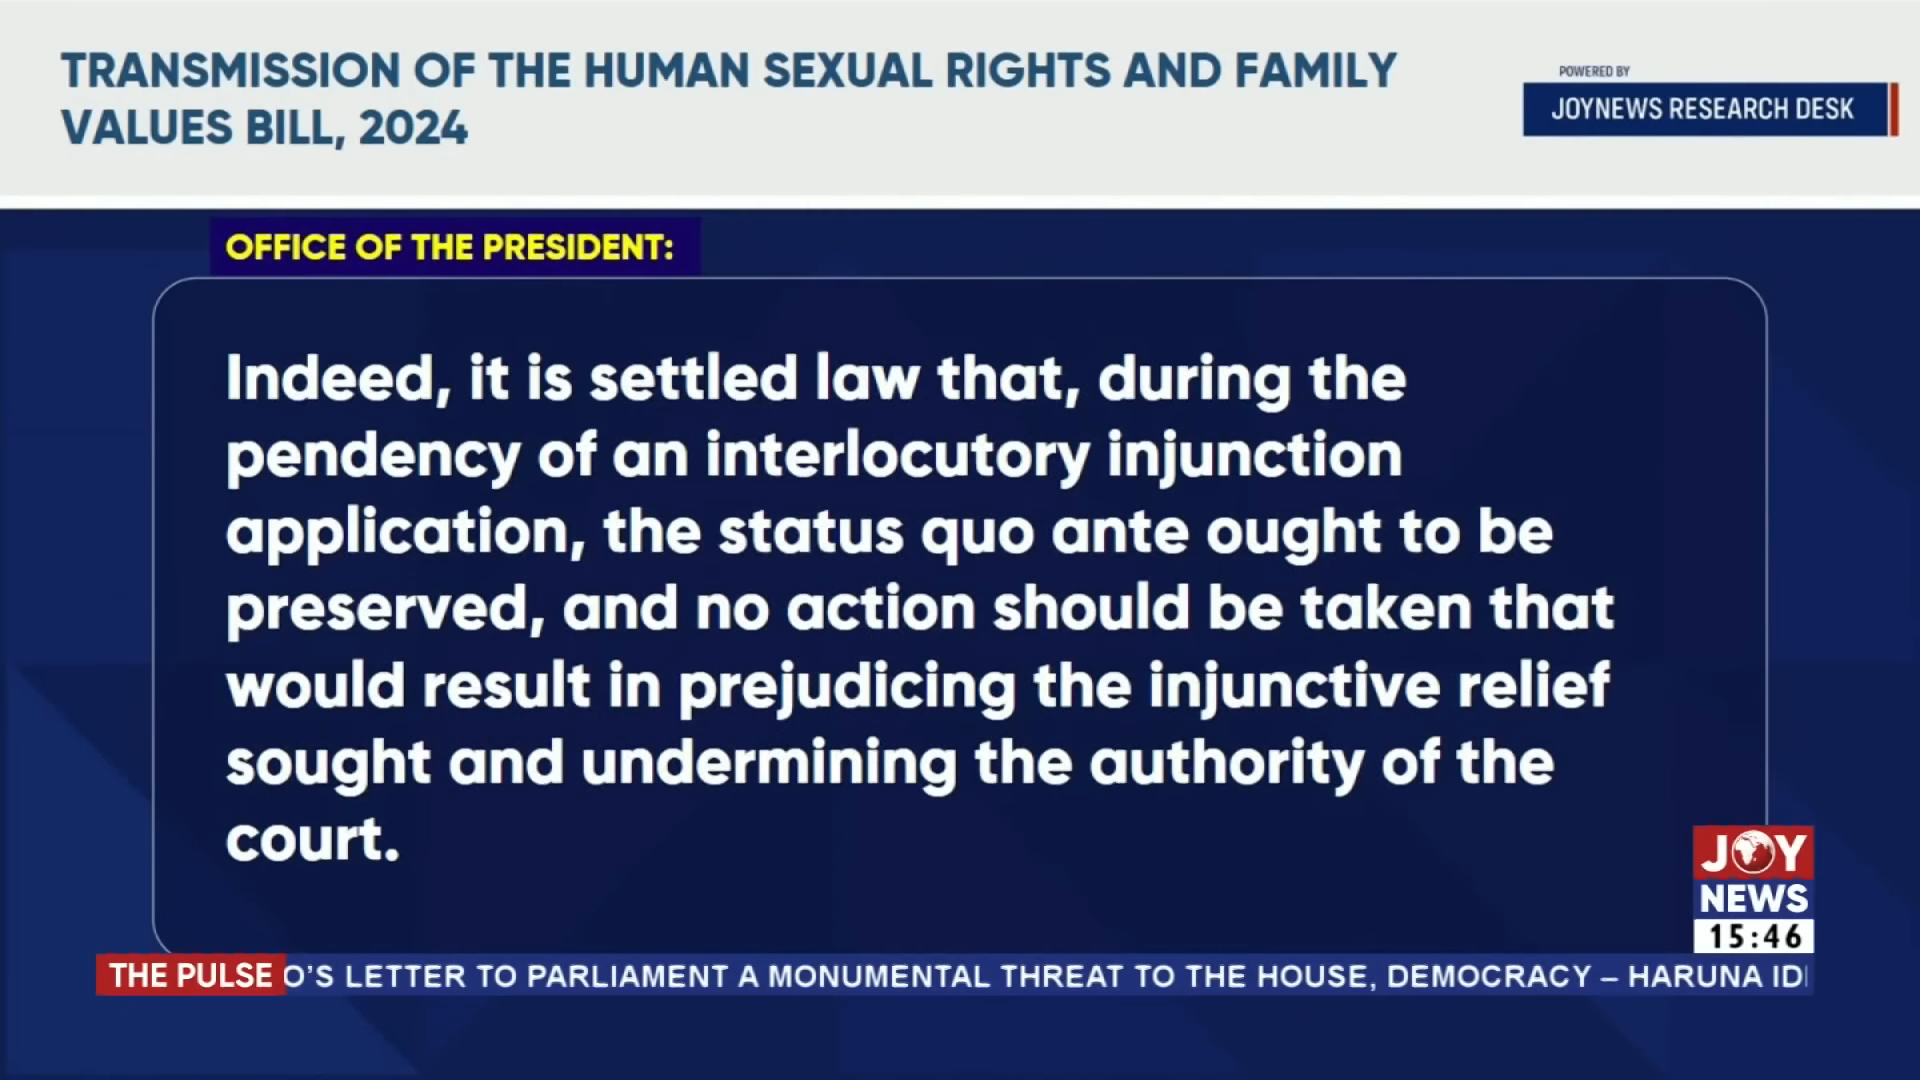 TRANSMISSION OF THE HUMAN SEXUAL RIGHTS AND FAMILY
VALUES BILL, 2024
POWERED BY
JOYNEWS RESEARCH DESK
OFFICE OF THE PRESIDENT:
Indeed, it is settled law that, during the
pendency of an interlocutory injunction
application, the status quo ante ought to be
preserved, and no action should be taken that
would result in prejudicing the injunctive relief
sought and undermining the authority of the
court.
JOY
NEWS
15:46
THE PULSE O'S LETTER TO PARLIAMENT A MONUMENTAL THREAT TO THE HOUSE, DEMOCRACY – HARUNA ID